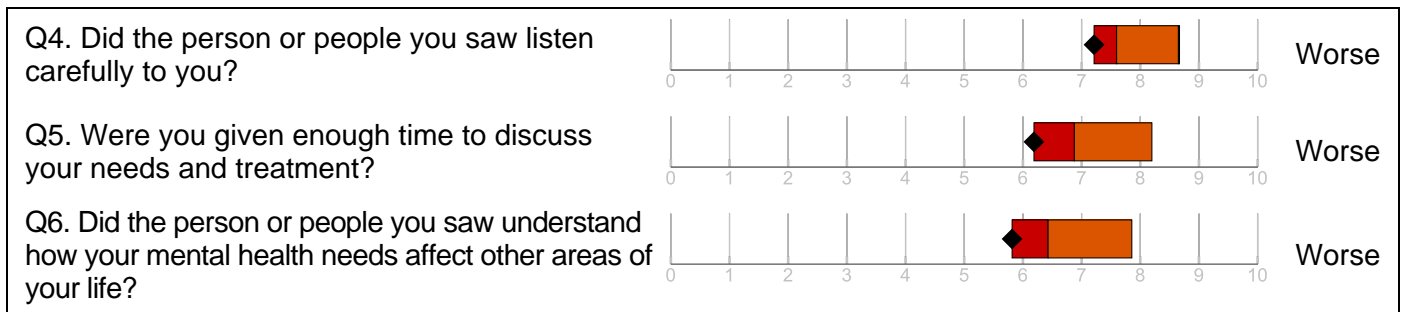 Q4. Did the person or people you saw listen
carefully to you?
0 1 2 3 4 5 6 7 8 9 10
Worse
Q5. Were you given enough time to discuss
your needs and treatment?
0 1 2 3 4 5 6 7 8 9 10
Worse
Q6. Did the person or people you saw understand
how your mental health needs affect other areas of
your life?
0 1 2 3 4 5 6 7 8 9 10
Worse